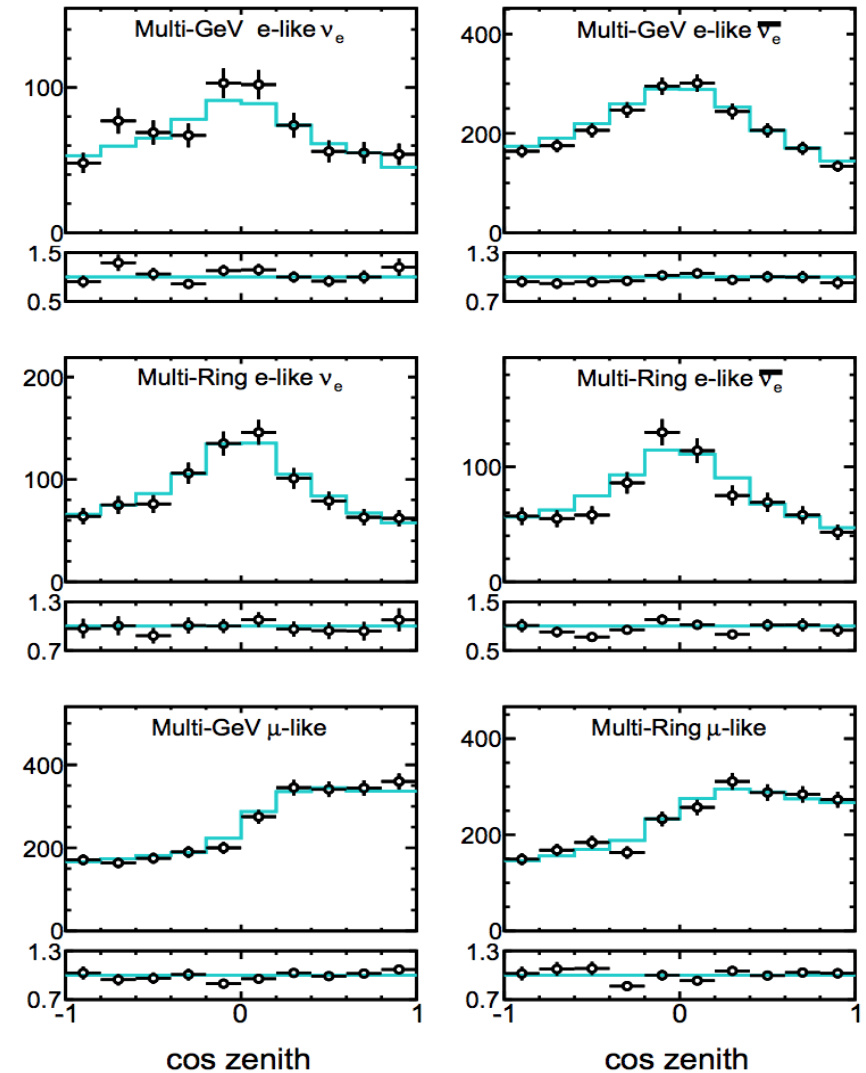 Multi-GeV e-like νₑ
100
0
1.5
0.5
Multi-GeV e-like ν̅ₑ
400
200
0
1.3
0.7
Multi-Ring e-like νₑ
200
100
0
1.3
0.7
Multi-Ring e-like ν̅ₑ
100
0
1.5
0.5
Multi-GeV μ-like
400
200
0
1.3
0.7
-1 0 1
cos zenith
Multi-Ring μ-like
400
200
0
1.3
0.7
-1 0 1
cos zenith